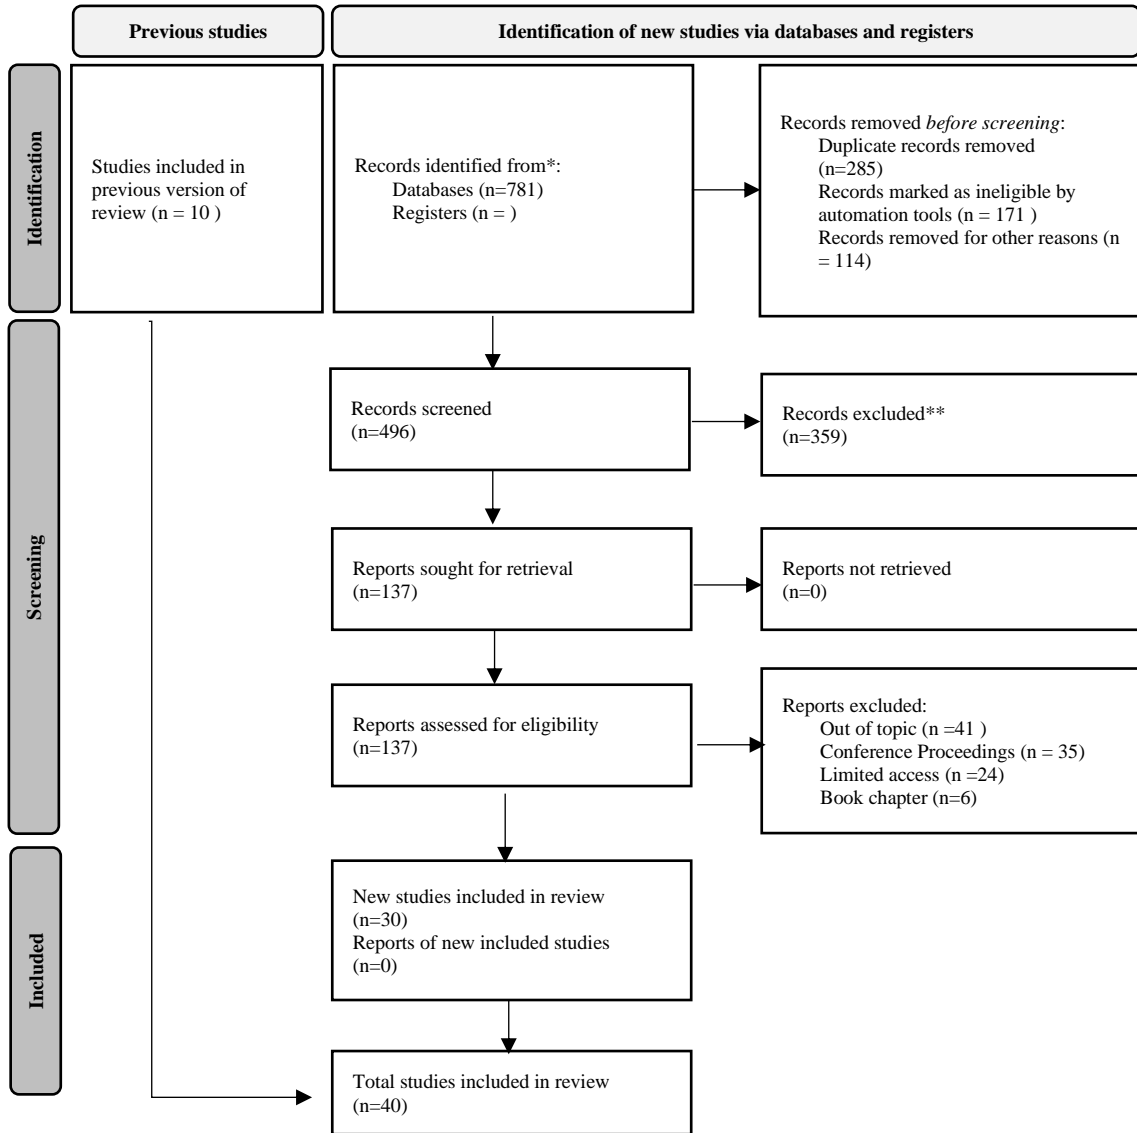 Previous studies
Identification of new studies via databases and registers
Identification
Studies included in
previous version of
review (n = 10 )
Records identified from*:
Databases (n=781)
Registers (n = )
Records removed before screening:
Duplicate records removed
(n=285)
Records marked as ineligible by
automation tools (n = 171 )
Records removed for other reasons (n
= 114)
Screening
Records screened
(n=496)
Records excluded**
(n=359)
Reports sought for retrieval
(n=137)
Reports not retrieved
(n=0)
Reports assessed for eligibility
(n=137)
Reports excluded:
Out of topic (n =41 )
Conference Proceedings (n = 35)
Limited access (n =24)
Book chapter (n=6)
Included
New studies included in review
(n=30)
Reports of new included studies
(n=0)
Total studies included in review
(n=40)